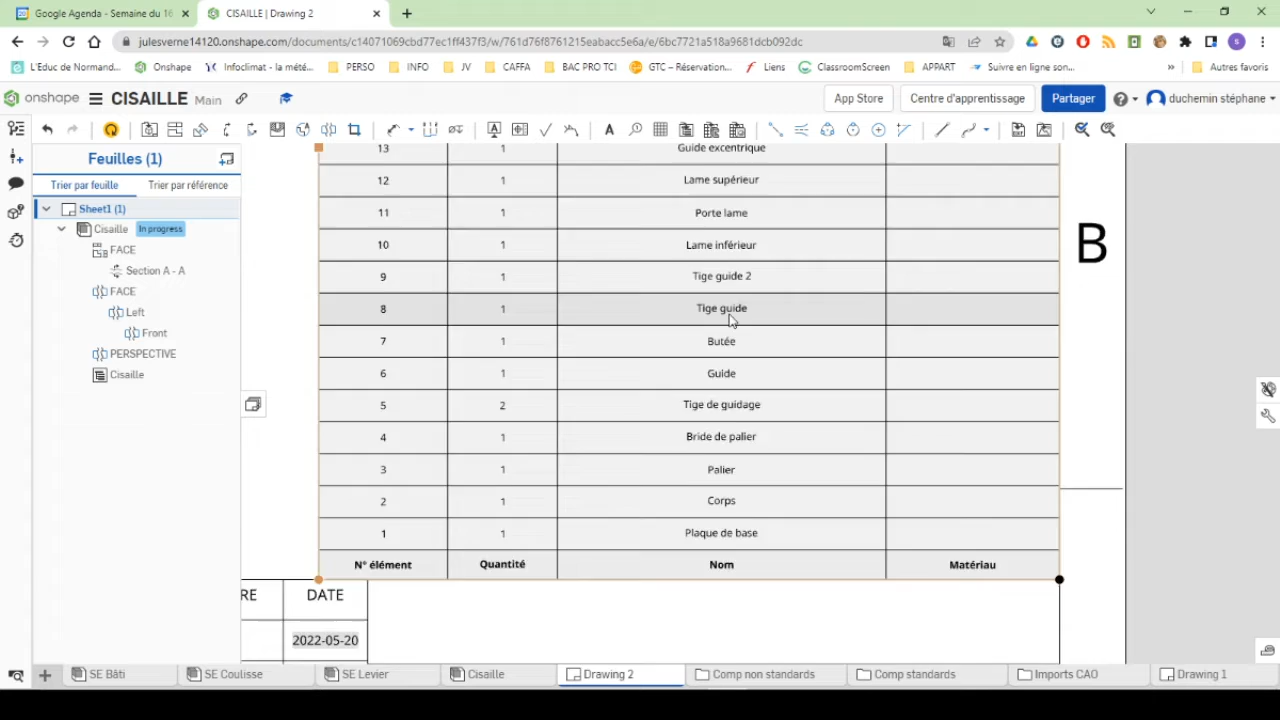 Google Agenda - Semaine du 16
CISAILLE | Drawing 2
julesverne14120.onshape.com/documents/c14071069cbd77ec1ff437f3/w/761d76f8761215eabacc5e6a/e/6bc7721a518a9681dcb092dc
L'Educ de Normand...
Onshape
Infoclimat - la mété...
PERSO
INFO
JV
CAFFA
BAC PRO TCI
GTC – Réservation...
Liens
ClassroomScreen
APPART
Suivre en ligne son...
»
Autres favoris
onshape
CISAILLE Main
App Store
Centre d'apprentissage
Partager
duchemin stéphane
Feuilles (1)
Trier par feuille
Trier par référence
Sheet1 (1)
Cisaille In progress
FACE
Section A - A
FACE
Left
Front
PERSPECTIVE
Cisaille
13 1 Guide excentrique
12 1 Lame supérieur
11 1 Porte lame
10 1 Lame inférieur
9 1 Tige guide 2
8 1 Tige guide
7 1 Butée
6 1 Guide
5 2 Tige de guidage
4 1 Bride de palier
3 1 Palier
2 1 Corps
1 1 Plaque de base
N° élément Quantité Nom Matériau
B
RE
DATE
2022-05-20
SE Bâti
SE Coulisse
SE Levier
Cisaille
Drawing 2
Comp non standards
Comp standards
Imports CAO
Drawing 1